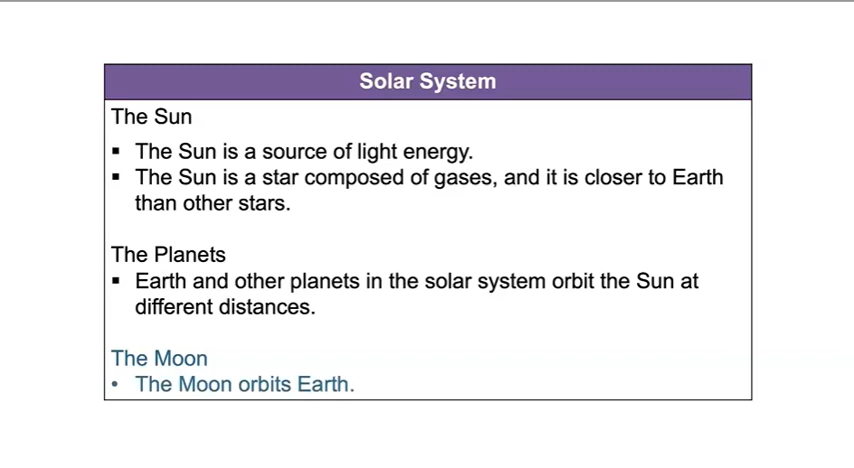 Solar System
The Sun
▪ The Sun is a source of light energy.
▪ The Sun is a star composed of gases, and it is closer to Earth
than other stars.
The Planets
▪ Earth and other planets in the solar system orbit the Sun at
different distances.
The Moon
• The Moon orbits Earth.